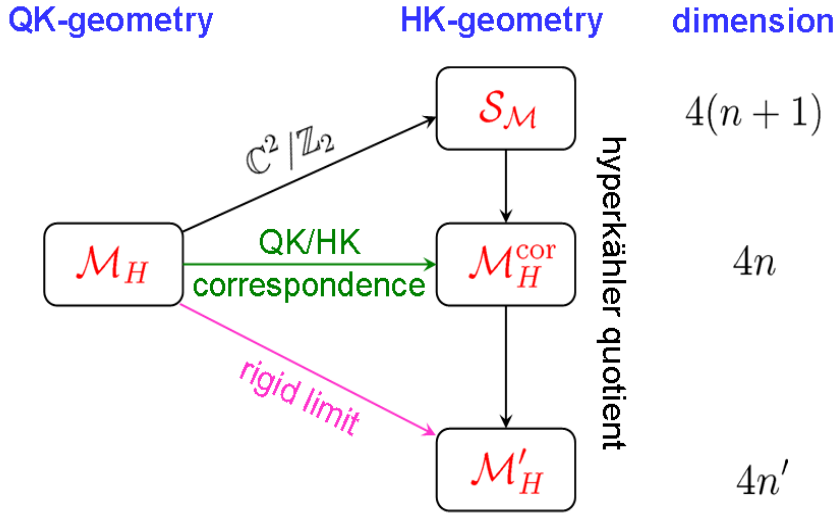 QK-geometry HK-geometry dimension
𝒮_ℳ 4(n + 1)
ℂ²/ℤ₂
hyperkähler quotient
ℳ_H QK/HK ℳ_H^cor 4n
correspondence
rigid limit
ℳ′_H 4n′